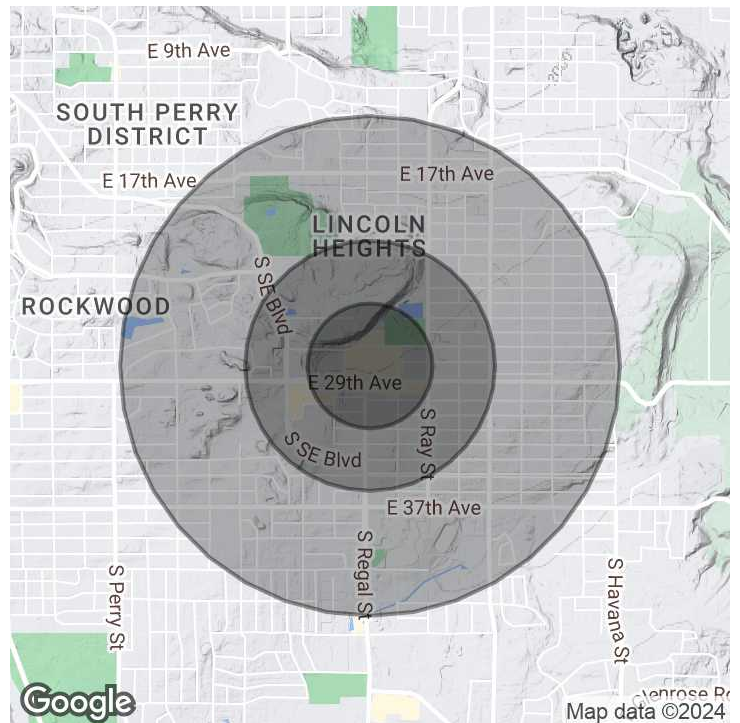 E 9th Ave
SOUTH PERRY
DISTRICT
E 17th Ave
E 17th Ave
LINCOLN
HEIGHTS
S SE Blvd
ROCKWOOD
E 29th Ave
S Ray St
S SE Blvd
E 37th Ave
S Regal St
S Perry St
S Havana St
Google
Map data ©2024